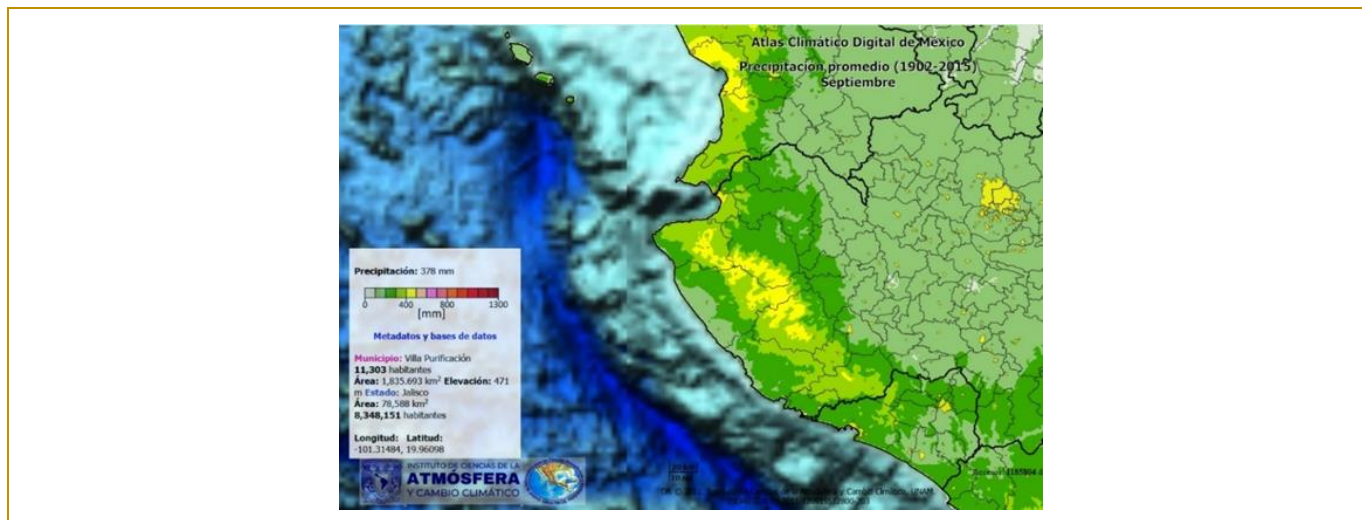 Atlas Climático Digital de México
Precipitación promedio (1902-2015)
Septiembre
Precipitación: 378 mm
0 400 800 1300
[mm]
Metadatos y bases de datos
Municipio: Villa Purificación
11,303 habitantes
Área: 1,835.693 km² Elevación: 471
m Estado: Jalisco
Área: 78,588 km²
8,348,151 habitantes
Longitud: Latitud:
-101.31484, 19.96098
INSTITUTO DE CIENCIAS DE LA
ATMÓSFERA
Y CAMBIO CLIMÁTICO